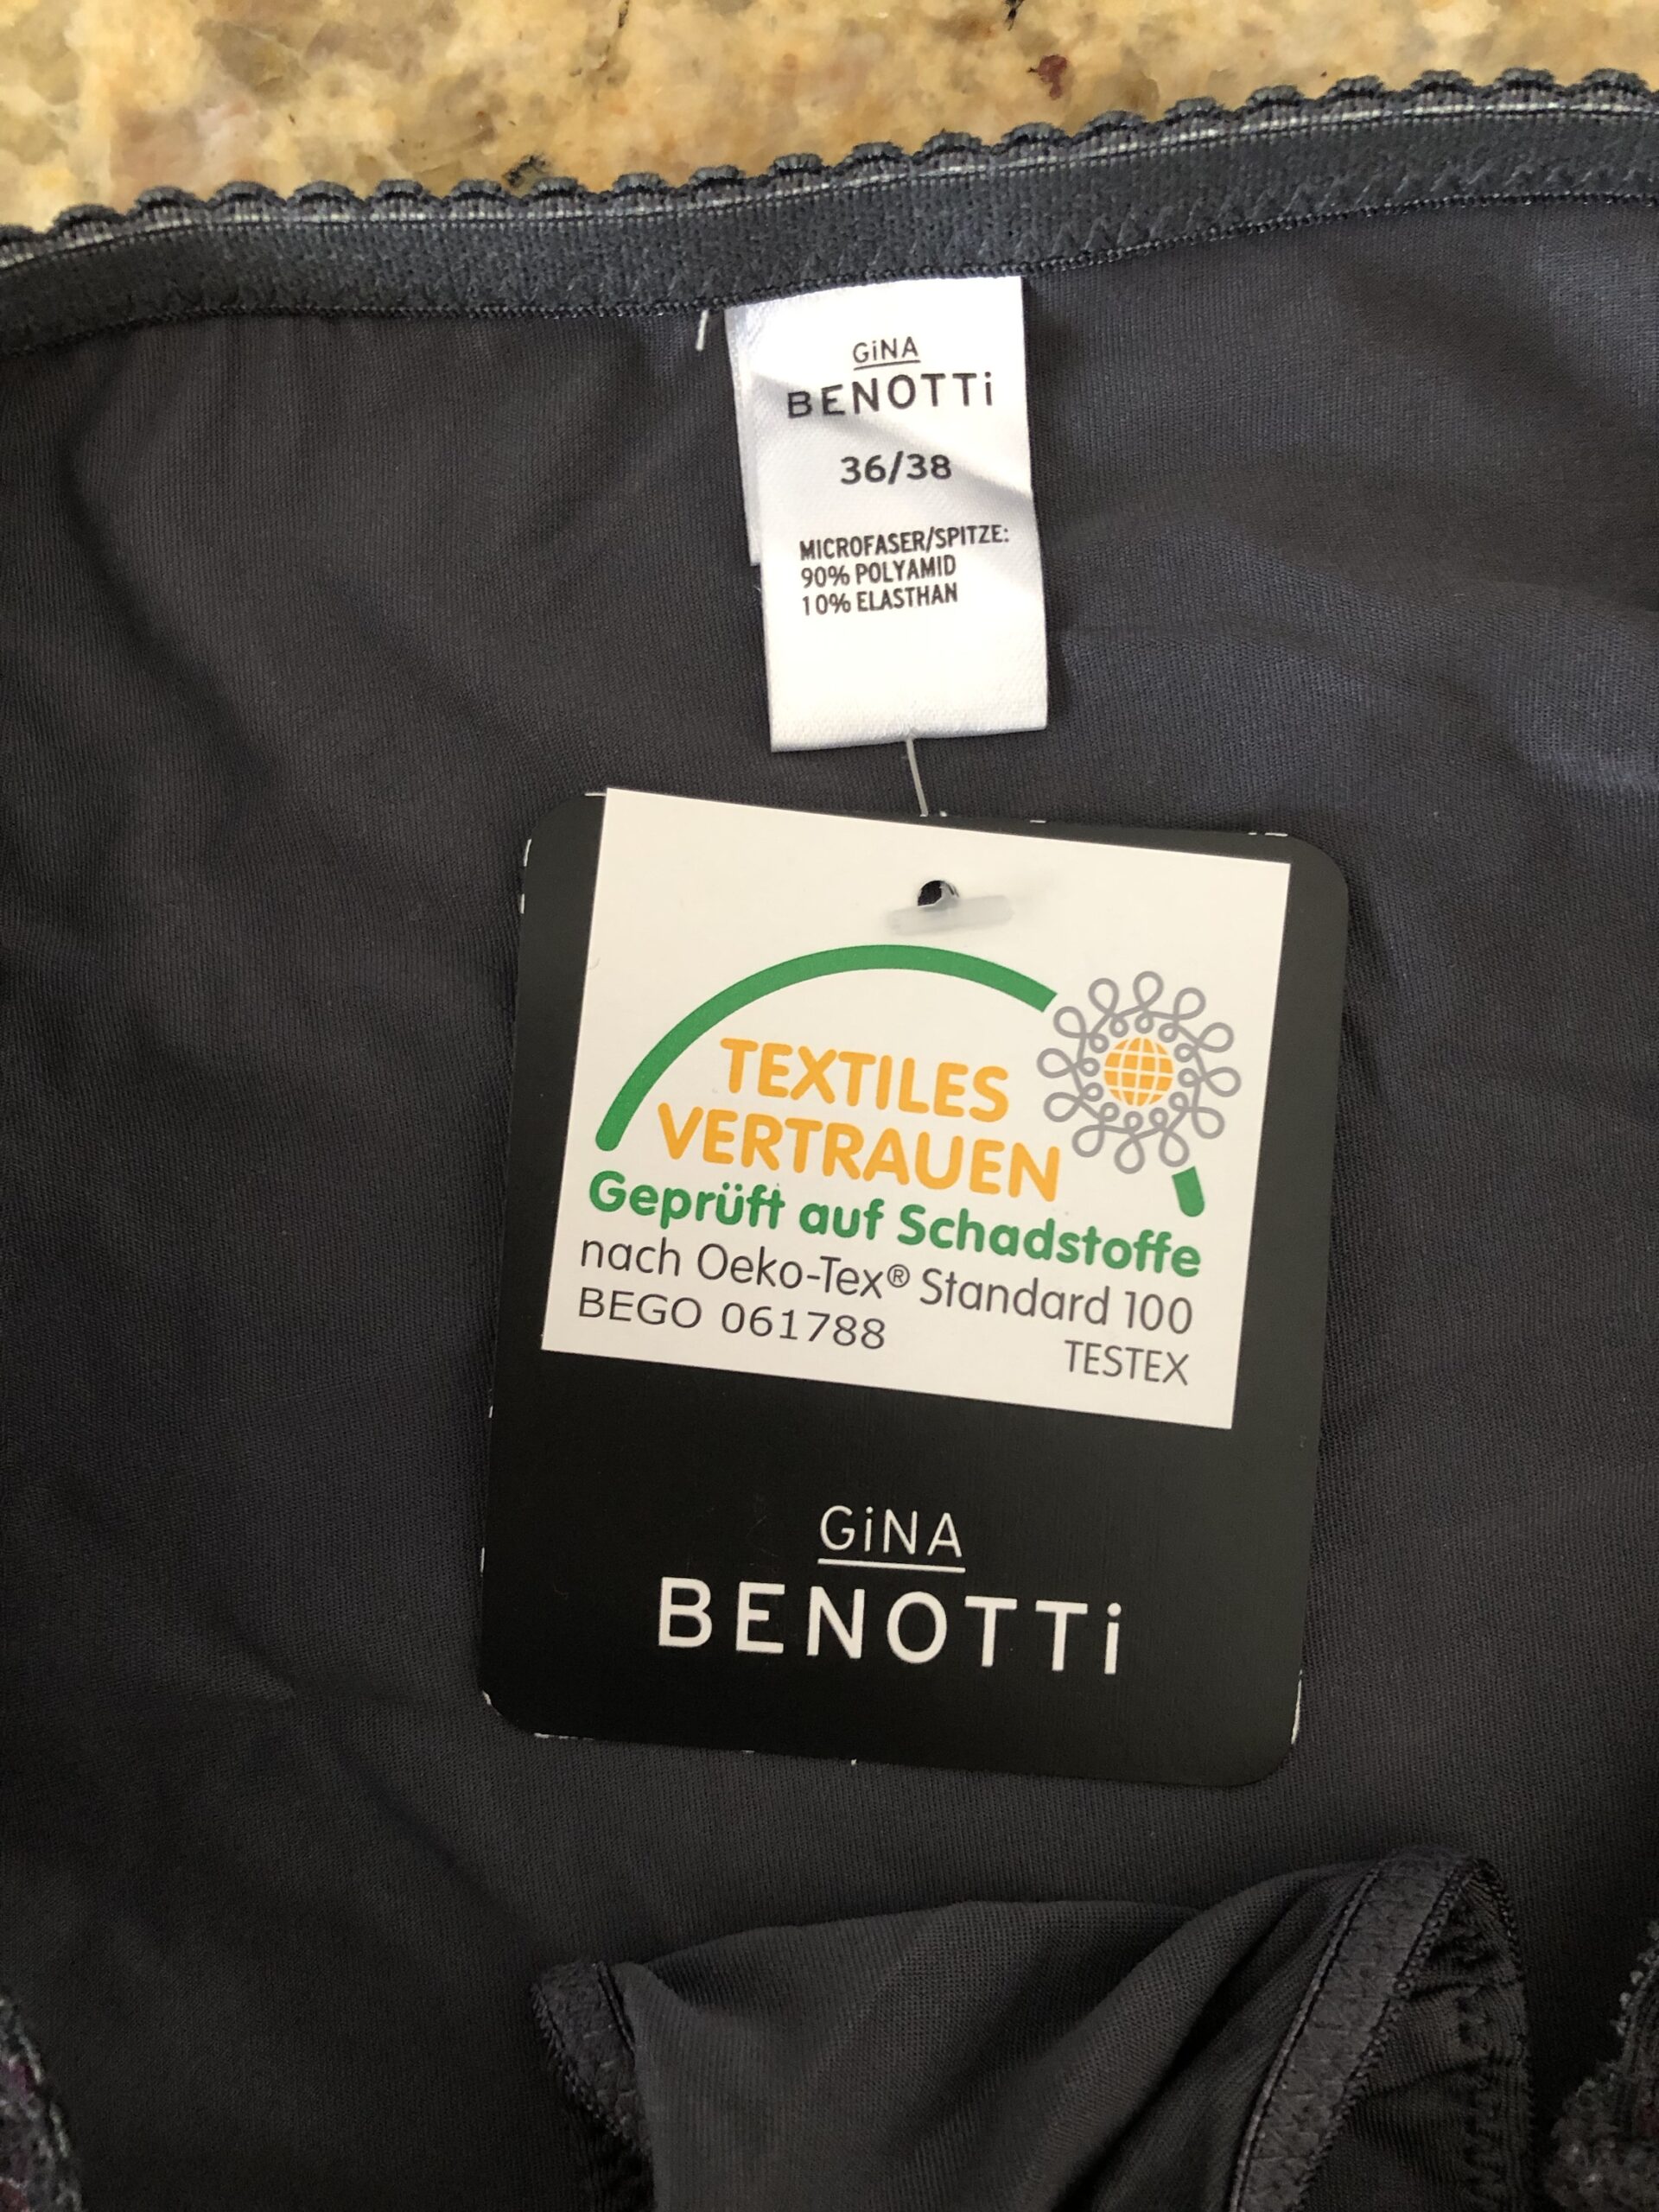 GiNA
BENOTTi
36/38
MICROFASER/SPITZE:
90% POLYAMID
10% ELASTHAN
TEXTILES
VERTRAUEN
Geprüft auf Schadstoffe
nach Oeko-Tex® Standard 100
BEGO 061788
TESTEX
GiNA
BENOTTi